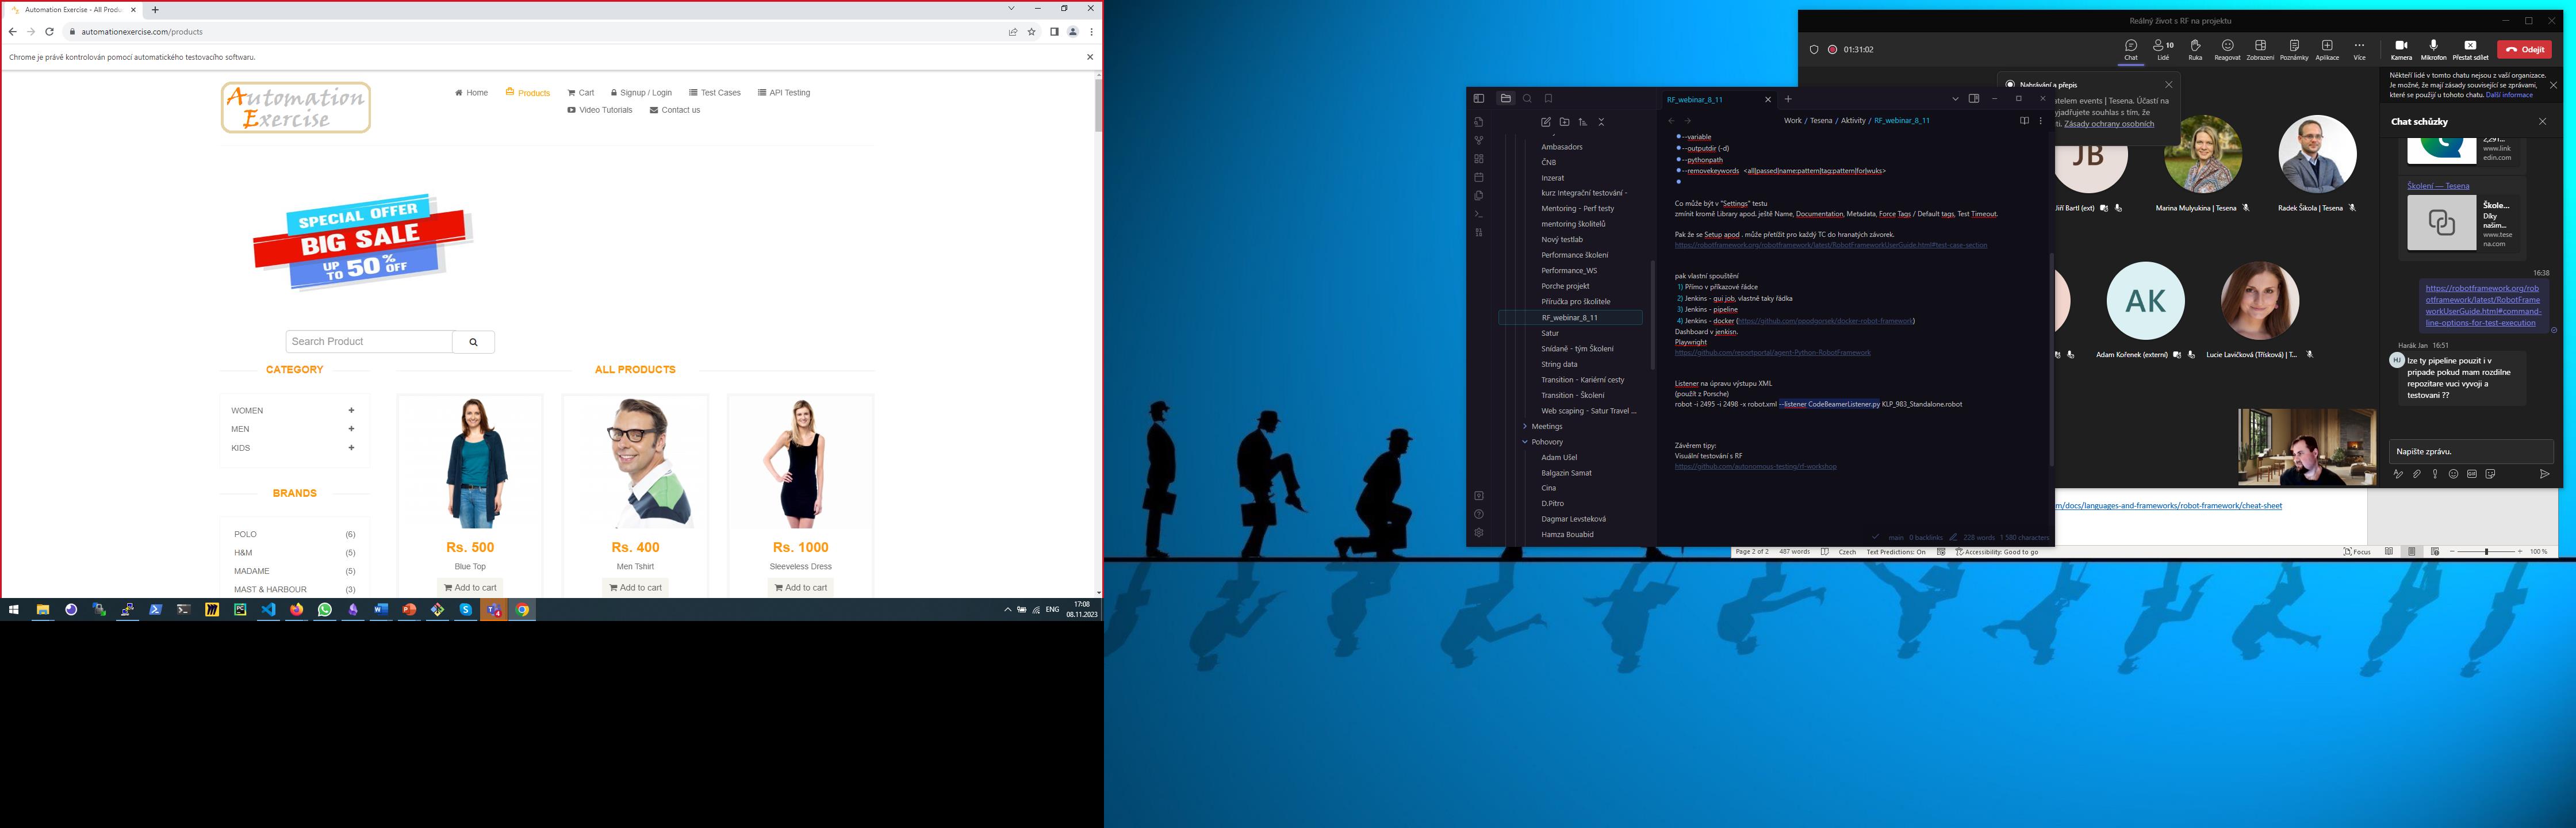 Automation Exercise - All Produ
automationexercise.com/products
Chrome je právě kontrolován pomocí automatického testovacího softwaru.
Automation
Exercise
Home
Products
Cart
Signup / Login
Test Cases
API Testing
Video Tutorials
Contact us
SPECIAL OFFER
BIG SALE
UP TO 50 % OFF
Search Product
CATEGORY
WOMEN
MEN
KIDS
BRANDS
POLO (6)
H&M (5)
MADAME (5)
MAST & HARBOUR (3)
ALL PRODUCTS
Rs. 500
Blue Top
Add to cart
Rs. 400
Men Tshirt
Add to cart
Rs. 1000
Sleeveless Dress
Add to cart
ENG
17:08
08.11.2023
Ambasadors
ČNB
Inzerat
kurz Integrační testování -
Mentoring - Perf testy
mentoring školitelů
Nový testlab
Performance školení
Performance_WS
Porche projekt
Příručka pro školitele
RF_webinar_8_11
Satur
Snídaně - tým Školení
String data
Transition - Kariérní cesty
Transition - Školení
Web scaping - Satur Travel ...
Meetings
Pohovory
Adam Ušel
Balgazin Samat
Cina
D.Pitro
Dagmar Levsteková
Hamza Bouabid
RF_webinar_8_11
Work / Tesena / Aktivity / RF_webinar_8_11
--variable
--outputdir (-d)
--pythonpath
--removekeywords <all|passed|name:pattern|tag:pattern|for|wuks>
Co může být v "Settings" testu
zmínit kromě Library apod. ještě Name, Documentation, Metadata, Force Tags / Default tags, Test Timeout.
Pak že se Setup apod . může přetížit pro každý TC do hranatých závorek.
https://robotframework.org/robotframework/latest/RobotFrameworkUserGuide.html#test-case-section
pak vlastní spouštění
1) Přímo v příkazové řádce
2) Jenkins - gui job, vlastně taky řádka
3) Jenkins - pipeline
4) Jenkins - docker (https://github.com/ppodgorsek/docker-robot-framework)
Dashboard v jenkisn.
Playwright
https://github.com/reportportal/agent-Python-RobotFramework
Listener na úpravu výstupu XML
(použít z Porsche)
robot -i 2495 -i 2498 -x robot.xml --listener CodeBeamerListener.py KLP_983_Standalone.robot
Závěrem tipy:
Visuální testování s RF
https://github.com/autonomous-testing/rf-workshop
main 0 backlinks 228 words 1 580 characters
Reálný život s RF na projektu
01:31:02
Chat
10
Lidé
Ruka
Reagovat
Zobrazení
Poznámky
Aplikace
Více
Kamera
Mikrofon
Přestat sdílet
Odejít
Nahrávání a přepis
atelem events | Tesena. Účastí na
yjadřujete souhlas s tím, že
ti. Zásady ochrany osobních
JB
Jiří Bartl (ext)
Marina Mulyukina | Tesena
Radek Šikola | Tesena
AK
Adam Kořenek (externí)
Lucie Lavičková (Třísková) | T...
Někteří lidé v tomto chatu nejsou z vaší organizace.
Je možné, že mají zásady související se zprávami,
které se použijí u tohoto chatu. Další informace
Chat schůzky
www.link
edin.com
Školení — Tesena
Škole...
Díky
našim...
www.tese
na.com
16:38
https://robotframework.org/rob
otframework/latest/RobotFrame
workUserGuide.html#command-
line-options-for-test-execution
Harák Jan 16:51
HJ
lze ty pipeline pouzit i v
pripade pokud mam rozdilne
repozitare vuci vyvoji a
testovani ??
Napište zprávu.
m/docs/languages-and-frameworks/robot-framework/cheat-sheet
Page 2 of 2 487 words Czech Text Predictions: On Accessibility: Good to go
Focus
100 %